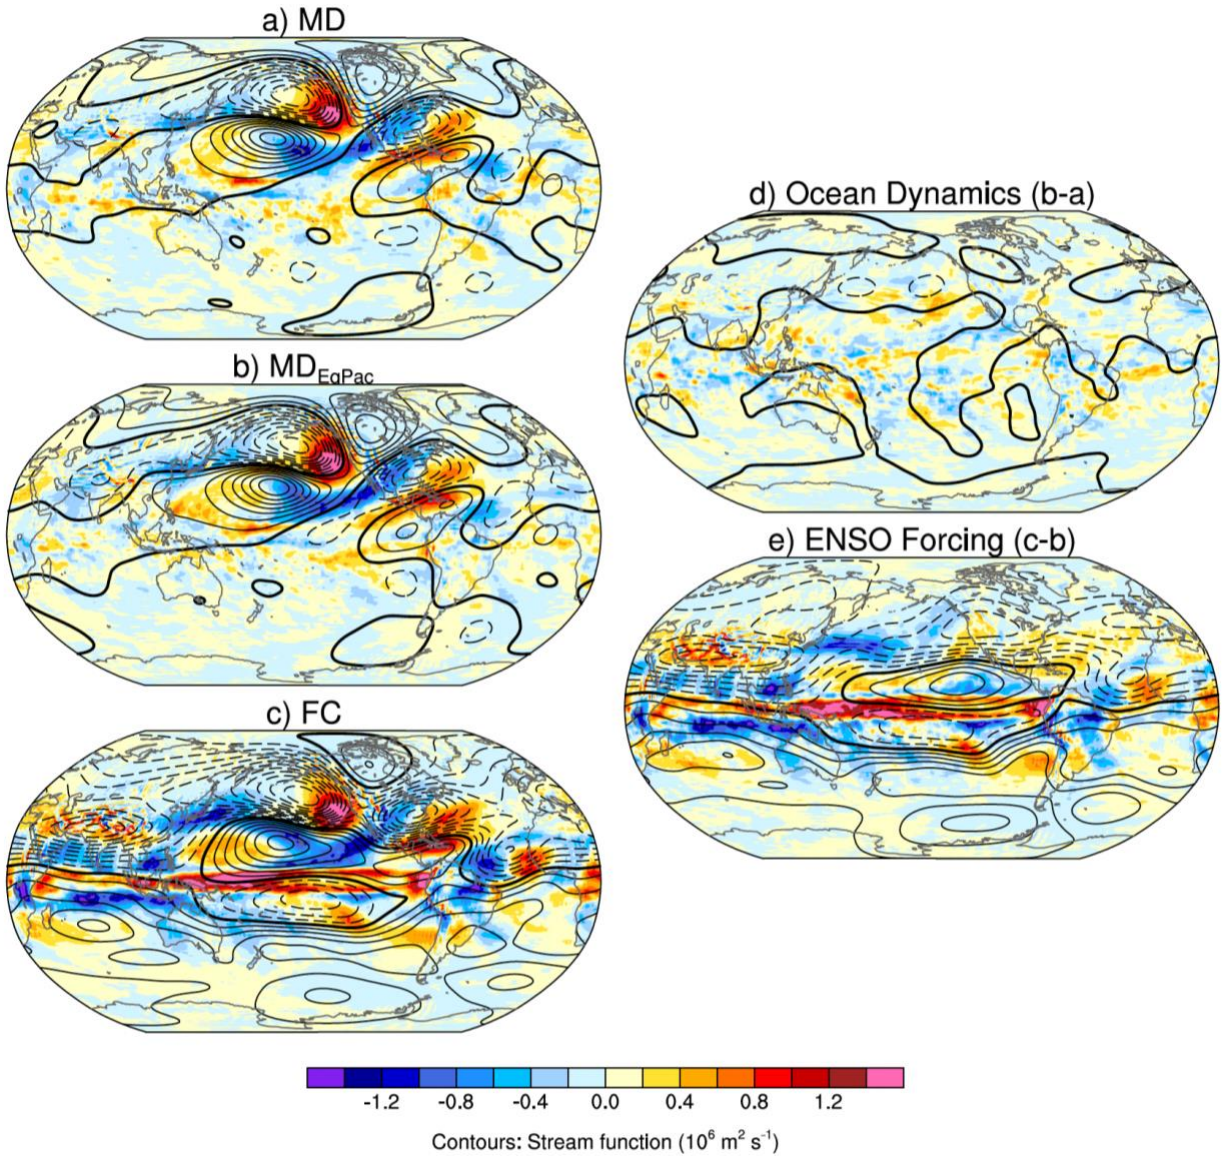 a) MD
b) MD_EqPac
c) FC
d) Ocean Dynamics (b-a)
e) ENSO Forcing (c-b)
-1.2 -0.8 -0.4 0.0 0.4 0.8 1.2
Contours: Stream function (10⁶ m² s⁻¹)